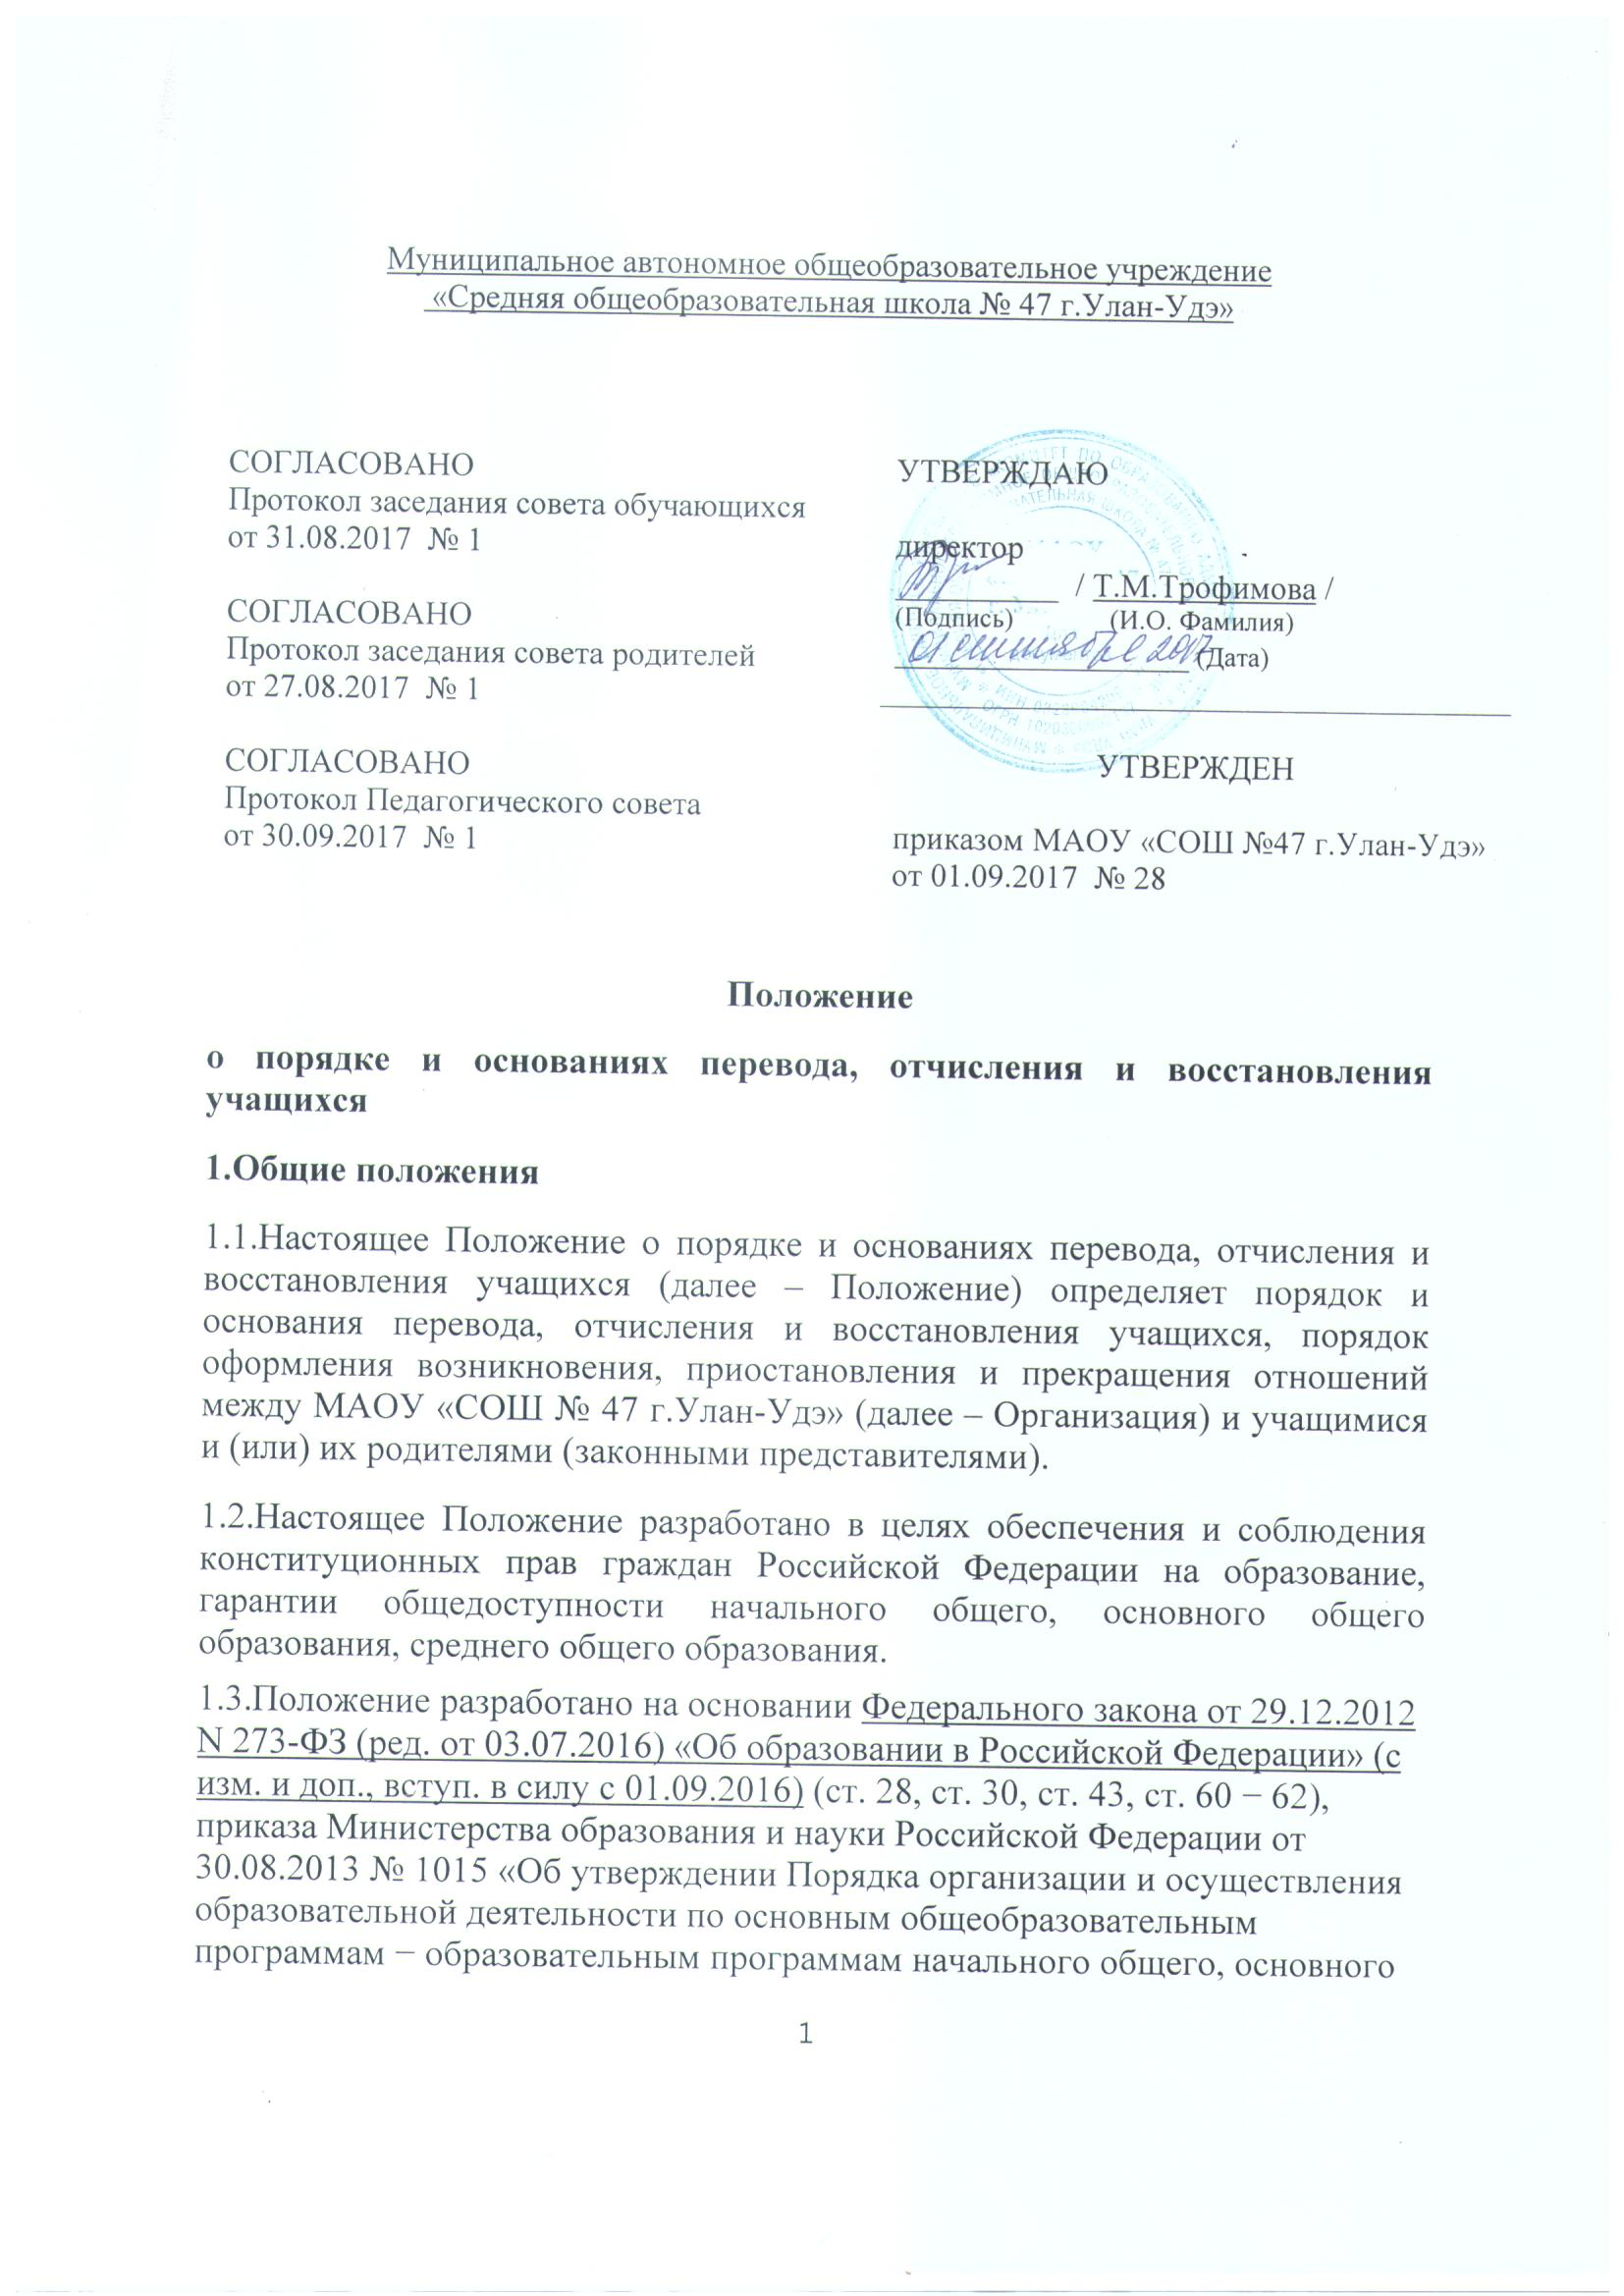 Муниципальное автономное общеобразовательное учреждение
«Средняя общеобразовательная школа № 47 г.Улан-Удэ»
СОГЛАСОВАНО
Протокол заседания совета обучающихся
от 31.08.2017 № 1
СОГЛАСОВАНО
Протокол заседания совета родителей
от 27.08.2017 № 1
СОГЛАСОВАНО
Протокол Педагогического совета
от 30.09.2017 № 1
УТВЕРЖДАЮ
директор
/ Т.М.Трофимова /
(Подпись) (И.О. Фамилия)
01 сентября 2017 (Дата)
УТВЕРЖДЕН
приказом МАОУ «СОШ №47 г.Улан-Удэ»
от 01.09.2017 № 28
Положение
о порядке и основаниях перевода, отчисления и восстановления
учащихся
1.Общие положения
1.1.Настоящее Положение о порядке и основаниях перевода, отчисления и
восстановления учащихся (далее – Положение) определяет порядок и
основания перевода, отчисления и восстановления учащихся, порядок
оформления возникновения, приостановления и прекращения отношений
между МАОУ «СОШ № 47 г.Улан-Удэ» (далее – Организация) и учащимися
и (или) их родителями (законными представителями).
1.2.Настоящее Положение разработано в целях обеспечения и соблюдения
конституционных прав граждан Российской Федерации на образование,
гарантии общедоступности начального общего, основного общего
образования, среднего общего образования.
1.3.Положение разработано на основании Федерального закона от 29.12.2012
N 273-ФЗ (ред. от 03.07.2016) «Об образовании в Российской Федерации» (с
изм. и доп., вступ. в силу с 01.09.2016) (ст. 28, ст. 30, ст. 43, ст. 60 − 62),
приказа Министерства образования и науки Российской Федерации от
30.08.2013 № 1015 «Об утверждении Порядка организации и осуществления
образовательной деятельности по основным общеобразовательным
программам − образовательным программам начального общего, основного
1